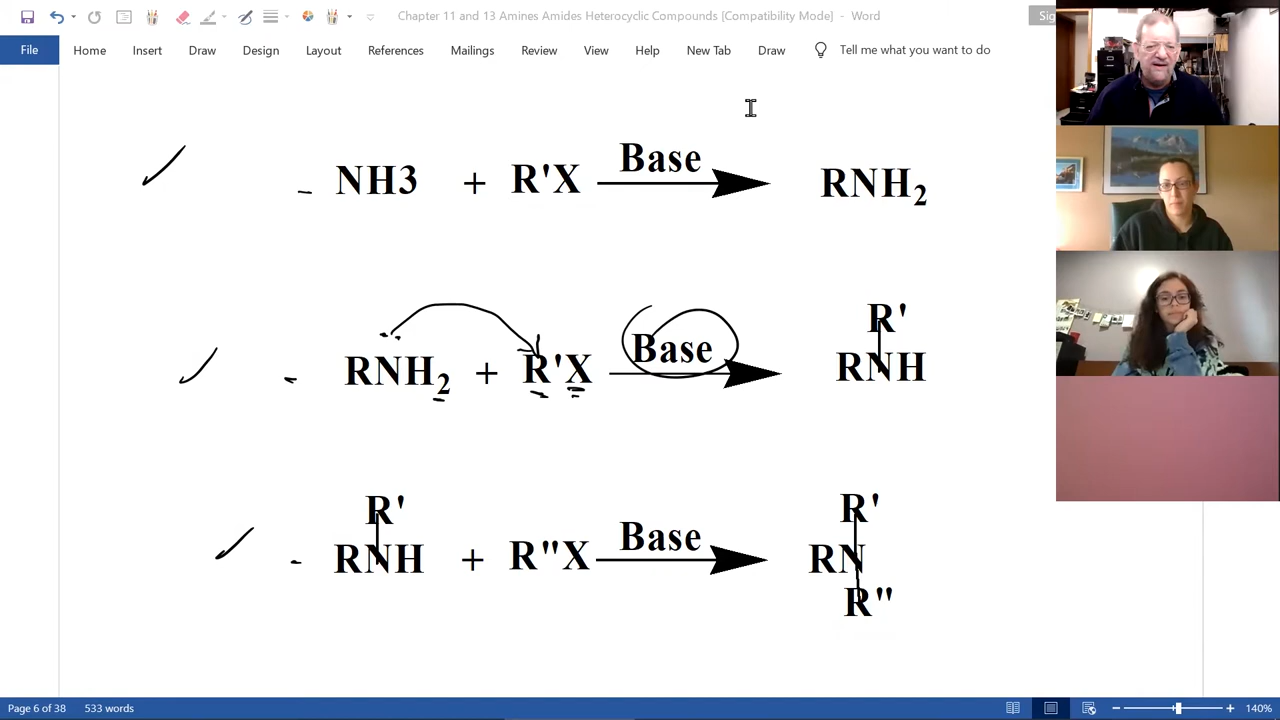 Chapter 11 and 13 Amines Amides Heterocyclic Compounds [Compatibility Mode] - Word
File Home Insert Draw Design Layout References Mailings Review View Help New Tab Draw Tell me what you want to do
Base
- NH3 + R'X RNH₂
R'
Base
- RNH₂ + R'X RNH
R' R'
Base
- RNH + R"X RN
R"
Page 6 of 38 533 words 140%